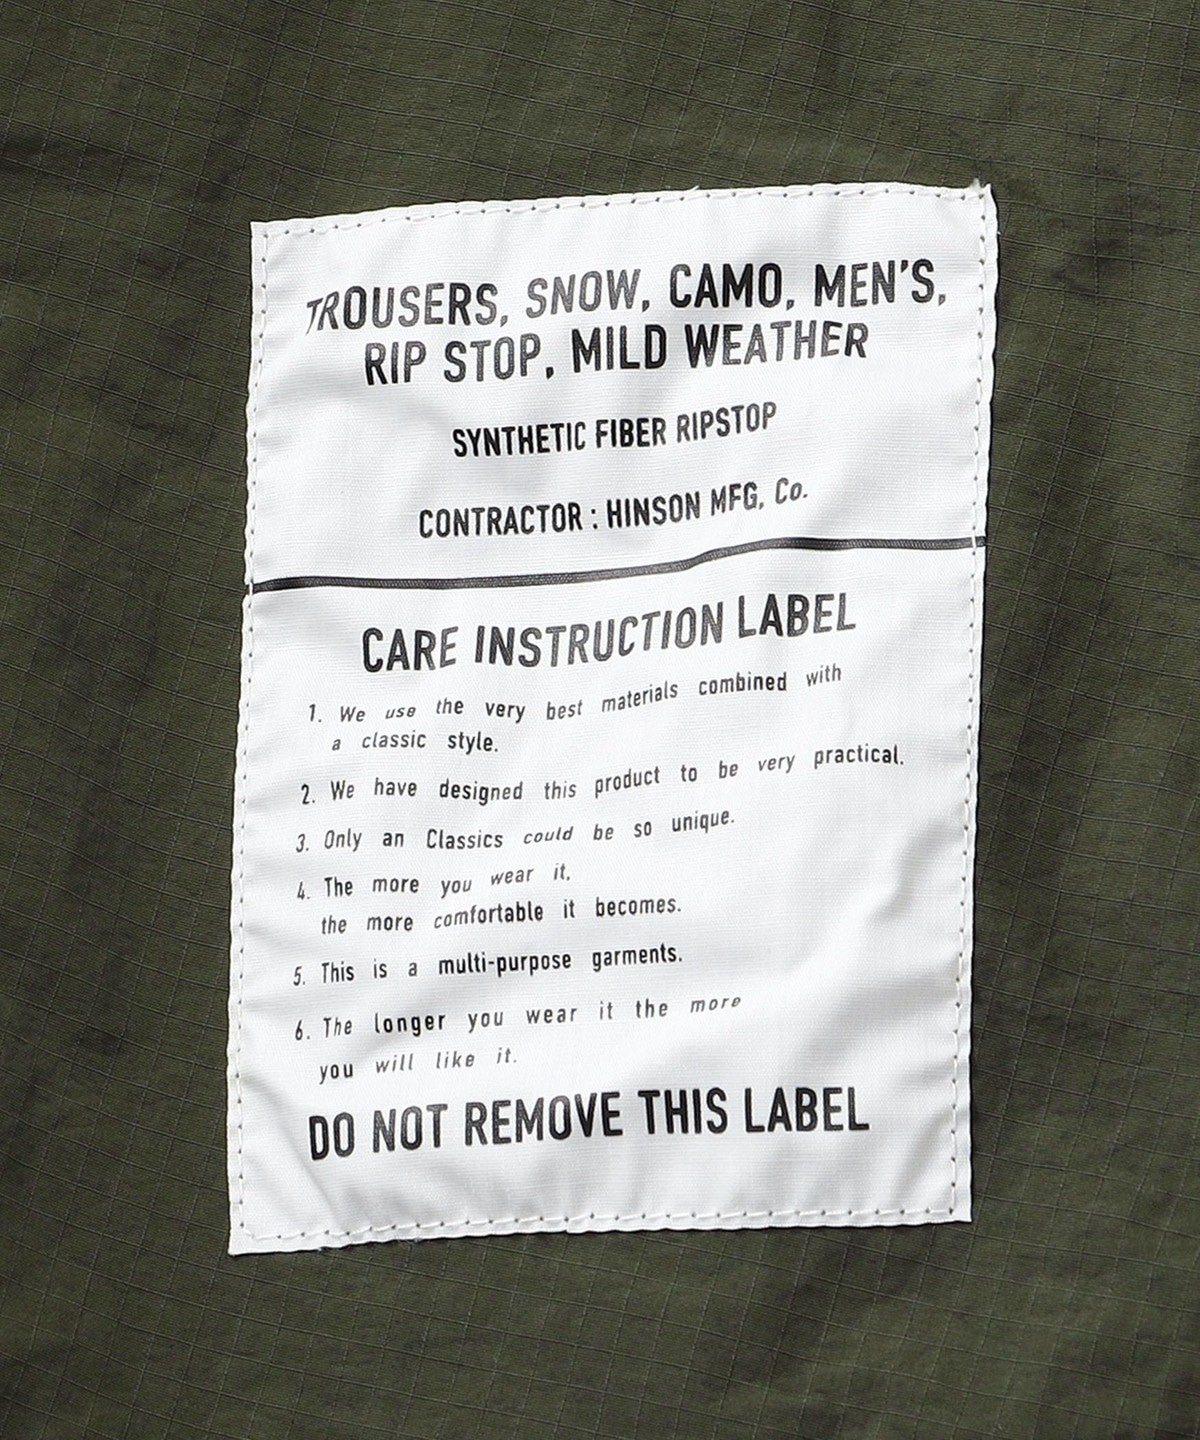 TROUSERS, SNOW, CAMO, MEN'S,
RIP STOP, MILD WEATHER
SYNTHETIC FIBER RIPSTOP
CONTRACTOR : HINSON MFG, Co.
CARE INSTRUCTION LABEL
1. We use the very best materials combined with
a classic style.
2. We have designed this product to be very practical.
3. Only an Classics could be so unique.
4. The more you wear it,
the more comfortable it becomes.
5. This is a multi-purpose garments.
6. The longer you wear it the more
you will like it.
DO NOT REMOVE THIS LABEL